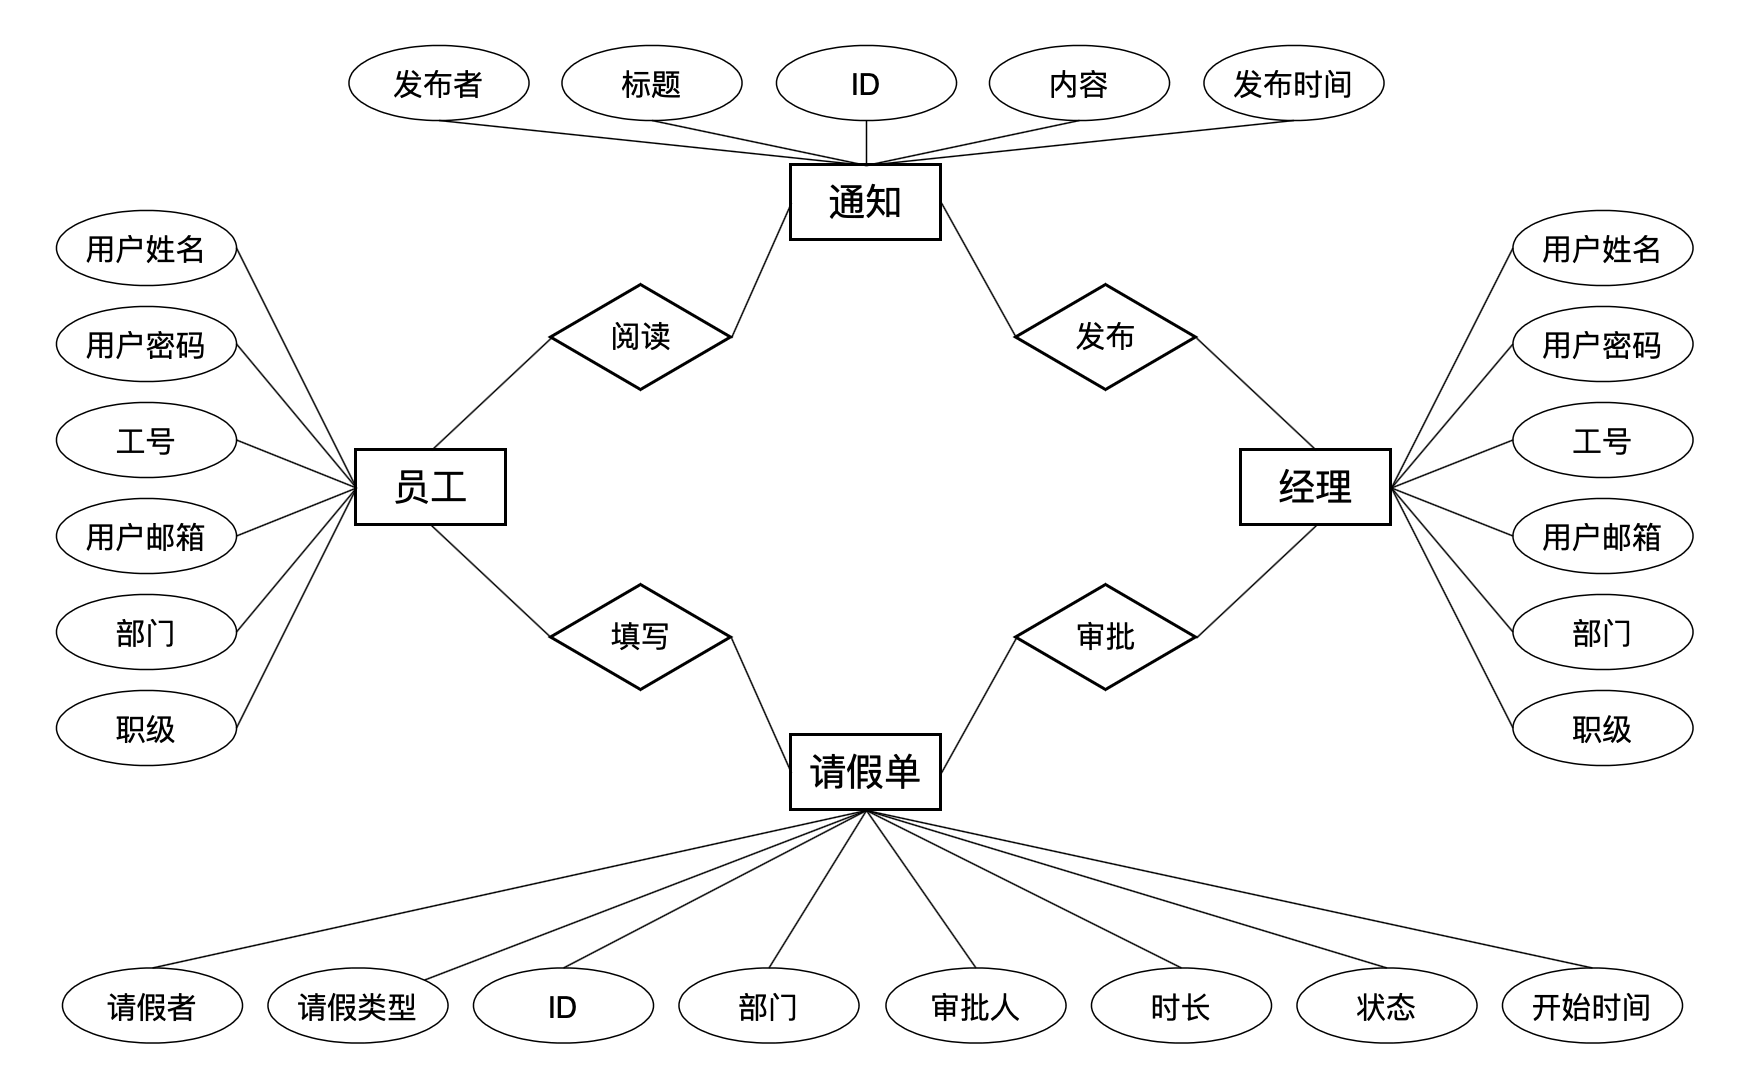 发布者
标题
ID
内容
发布时间
通知
用户姓名
用户密码
工号
用户邮箱
部门
职级
阅读
发布
员工
经理
填写
审批
用户姓名
用户密码
工号
用户邮箱
部门
职级
请假单
请假者
请假类型
ID
部门
审批人
时长
状态
开始时间